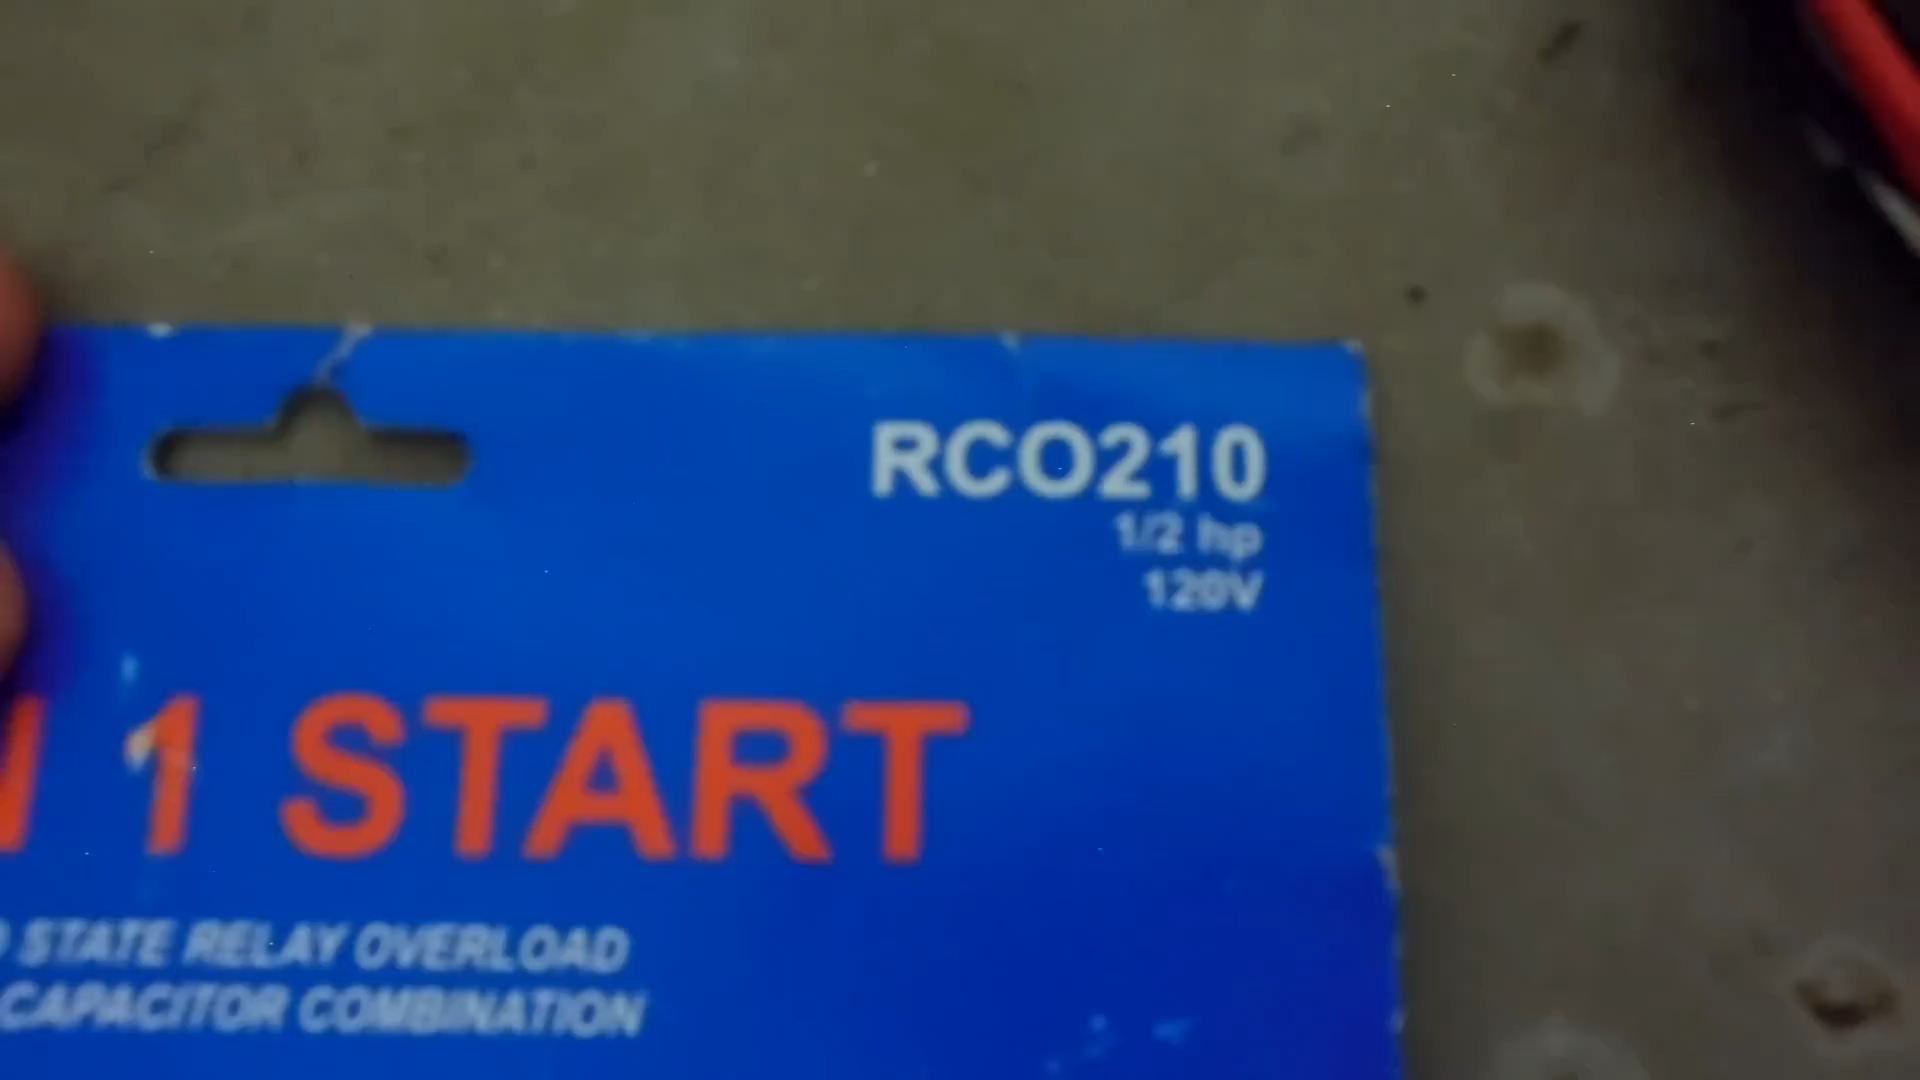 RCO210
1/2 hp
120V
1 START
STATE RELAY OVERLOAD
CAPACITOR COMBINATION